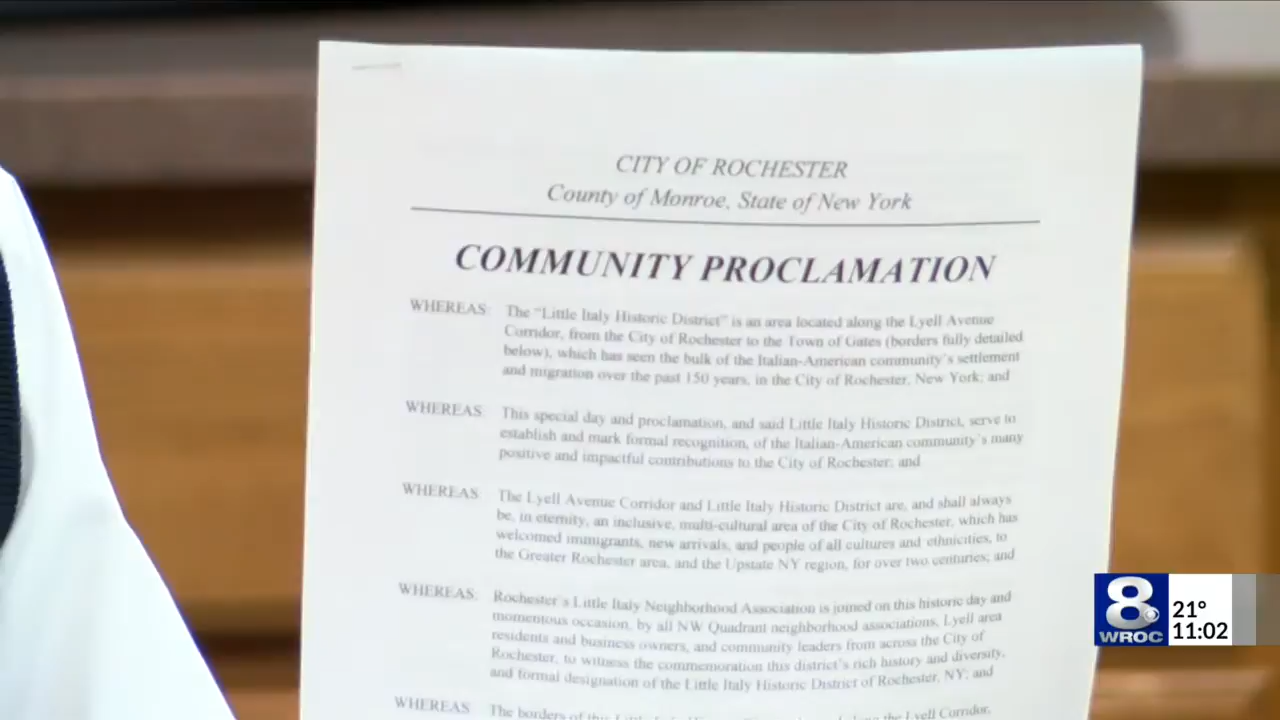 CITY OF ROCHESTER
County of Monroe, State of New York
COMMUNITY PROCLAMATION
WHEREAS: The "Little Italy Historic District" is an area located along the Lyell Avenue
Corridor, from the City of Rochester to the Town of Gates (borders fully detailed
below), which has seen the bulk of the Italian-American community's settlement
and migration over the past 150 years, in the City of Rochester, New York; and
WHEREAS: This special day and proclamation, and said Little Italy Historic District, serve to
establish and mark formal recognition, of the Italian-American community's many
positive and impactful contributions to the City of Rochester; and
WHEREAS: The Lyell Avenue Corridor and Little Italy Historic District are, and shall always
be, in eternity, an inclusive, multi-cultural area of the City of Rochester, which has
welcomed immigrants, new arrivals, and people of all cultures and ethnicities, to
the Greater Rochester area, and the Upstate NY region, for over two centuries; and
WHEREAS: Rochester's Little Italy Neighborhood Association is joined on this historic day and
momentous occasion, by all NW Quadrant neighborhood associations, Lyell area
residents and business owners, and community leaders from across the City of
Rochester, to witness the commemoration this district's rich history and diversity,
and formal designation of the Little Italy Historic District of Rochester, NY; and
WHEREAS: The borders of this the Lyell Corridor,
8
WROC
21°
11:02